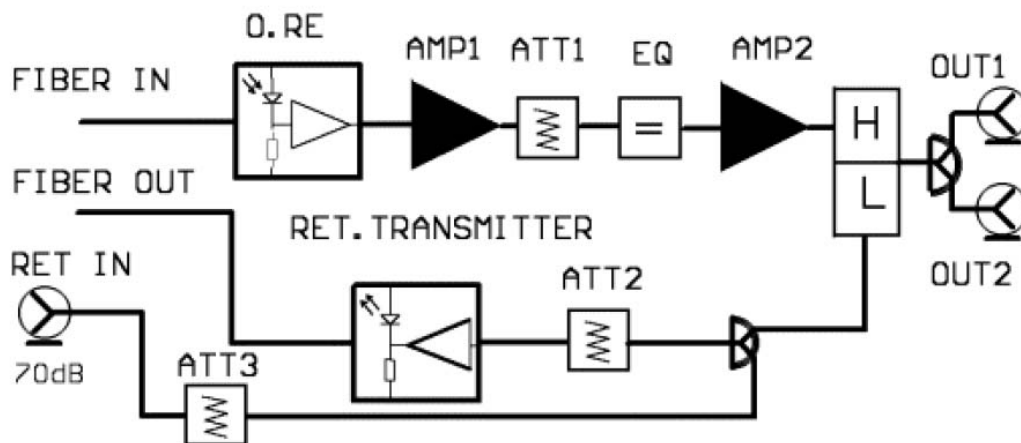 O.RE
AMP1
ATT1
EQ
AMP2
OUT1
FIBER IN
=
H
L
FIBER OUT
RET.TRANSMITTER
OUT2
RET IN
ATT2
70dB
ATT3